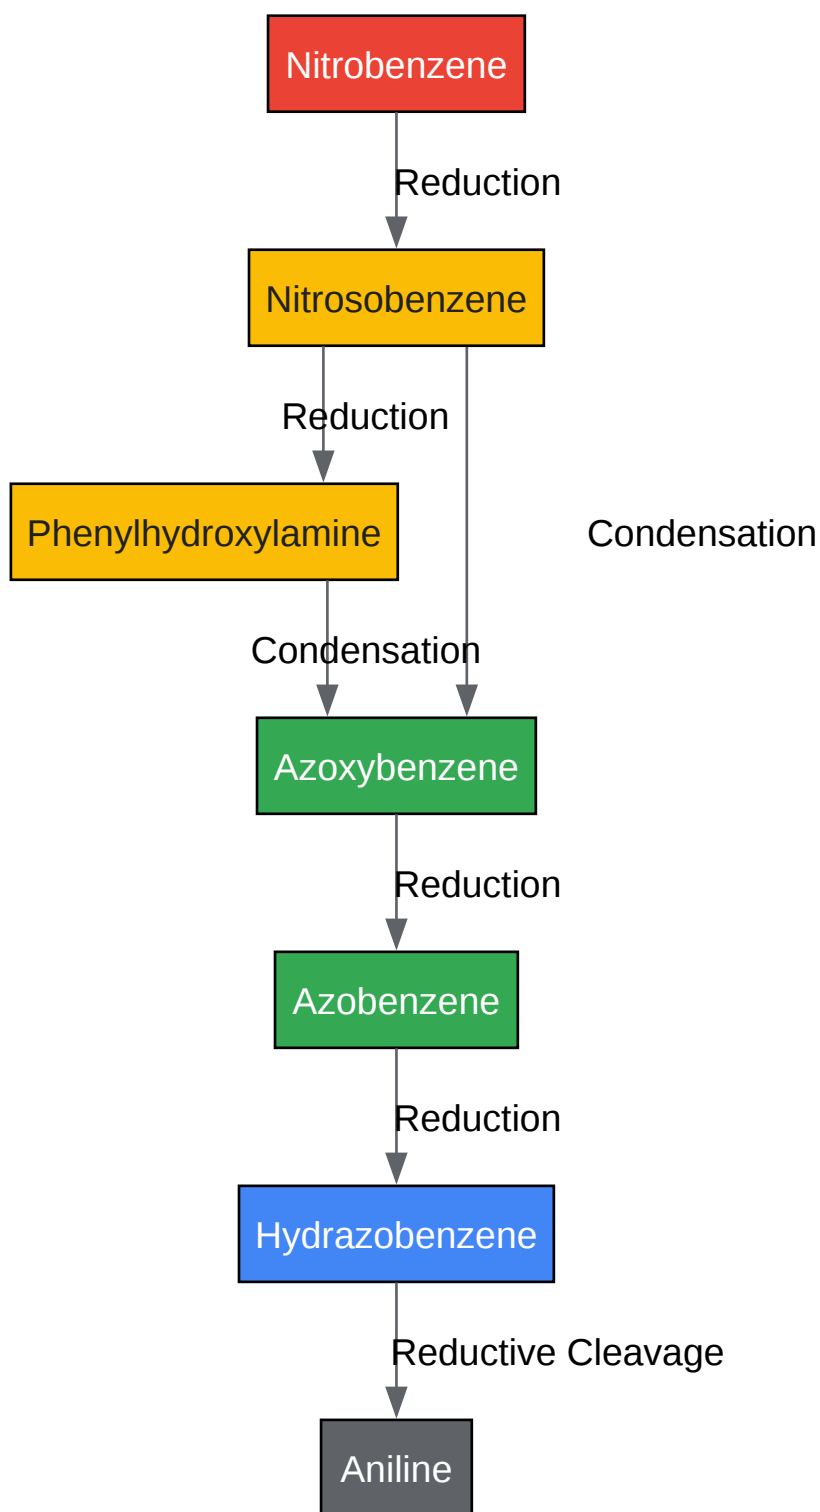 Nitrobenzene
Reduction
Nitrosobenzene
Reduction
Phenylhydroxylamine
Condensation
Condensation
Azoxybenzene
Reduction
Azobenzene
Reduction
Hydrazobenzene
Reductive Cleavage
Aniline